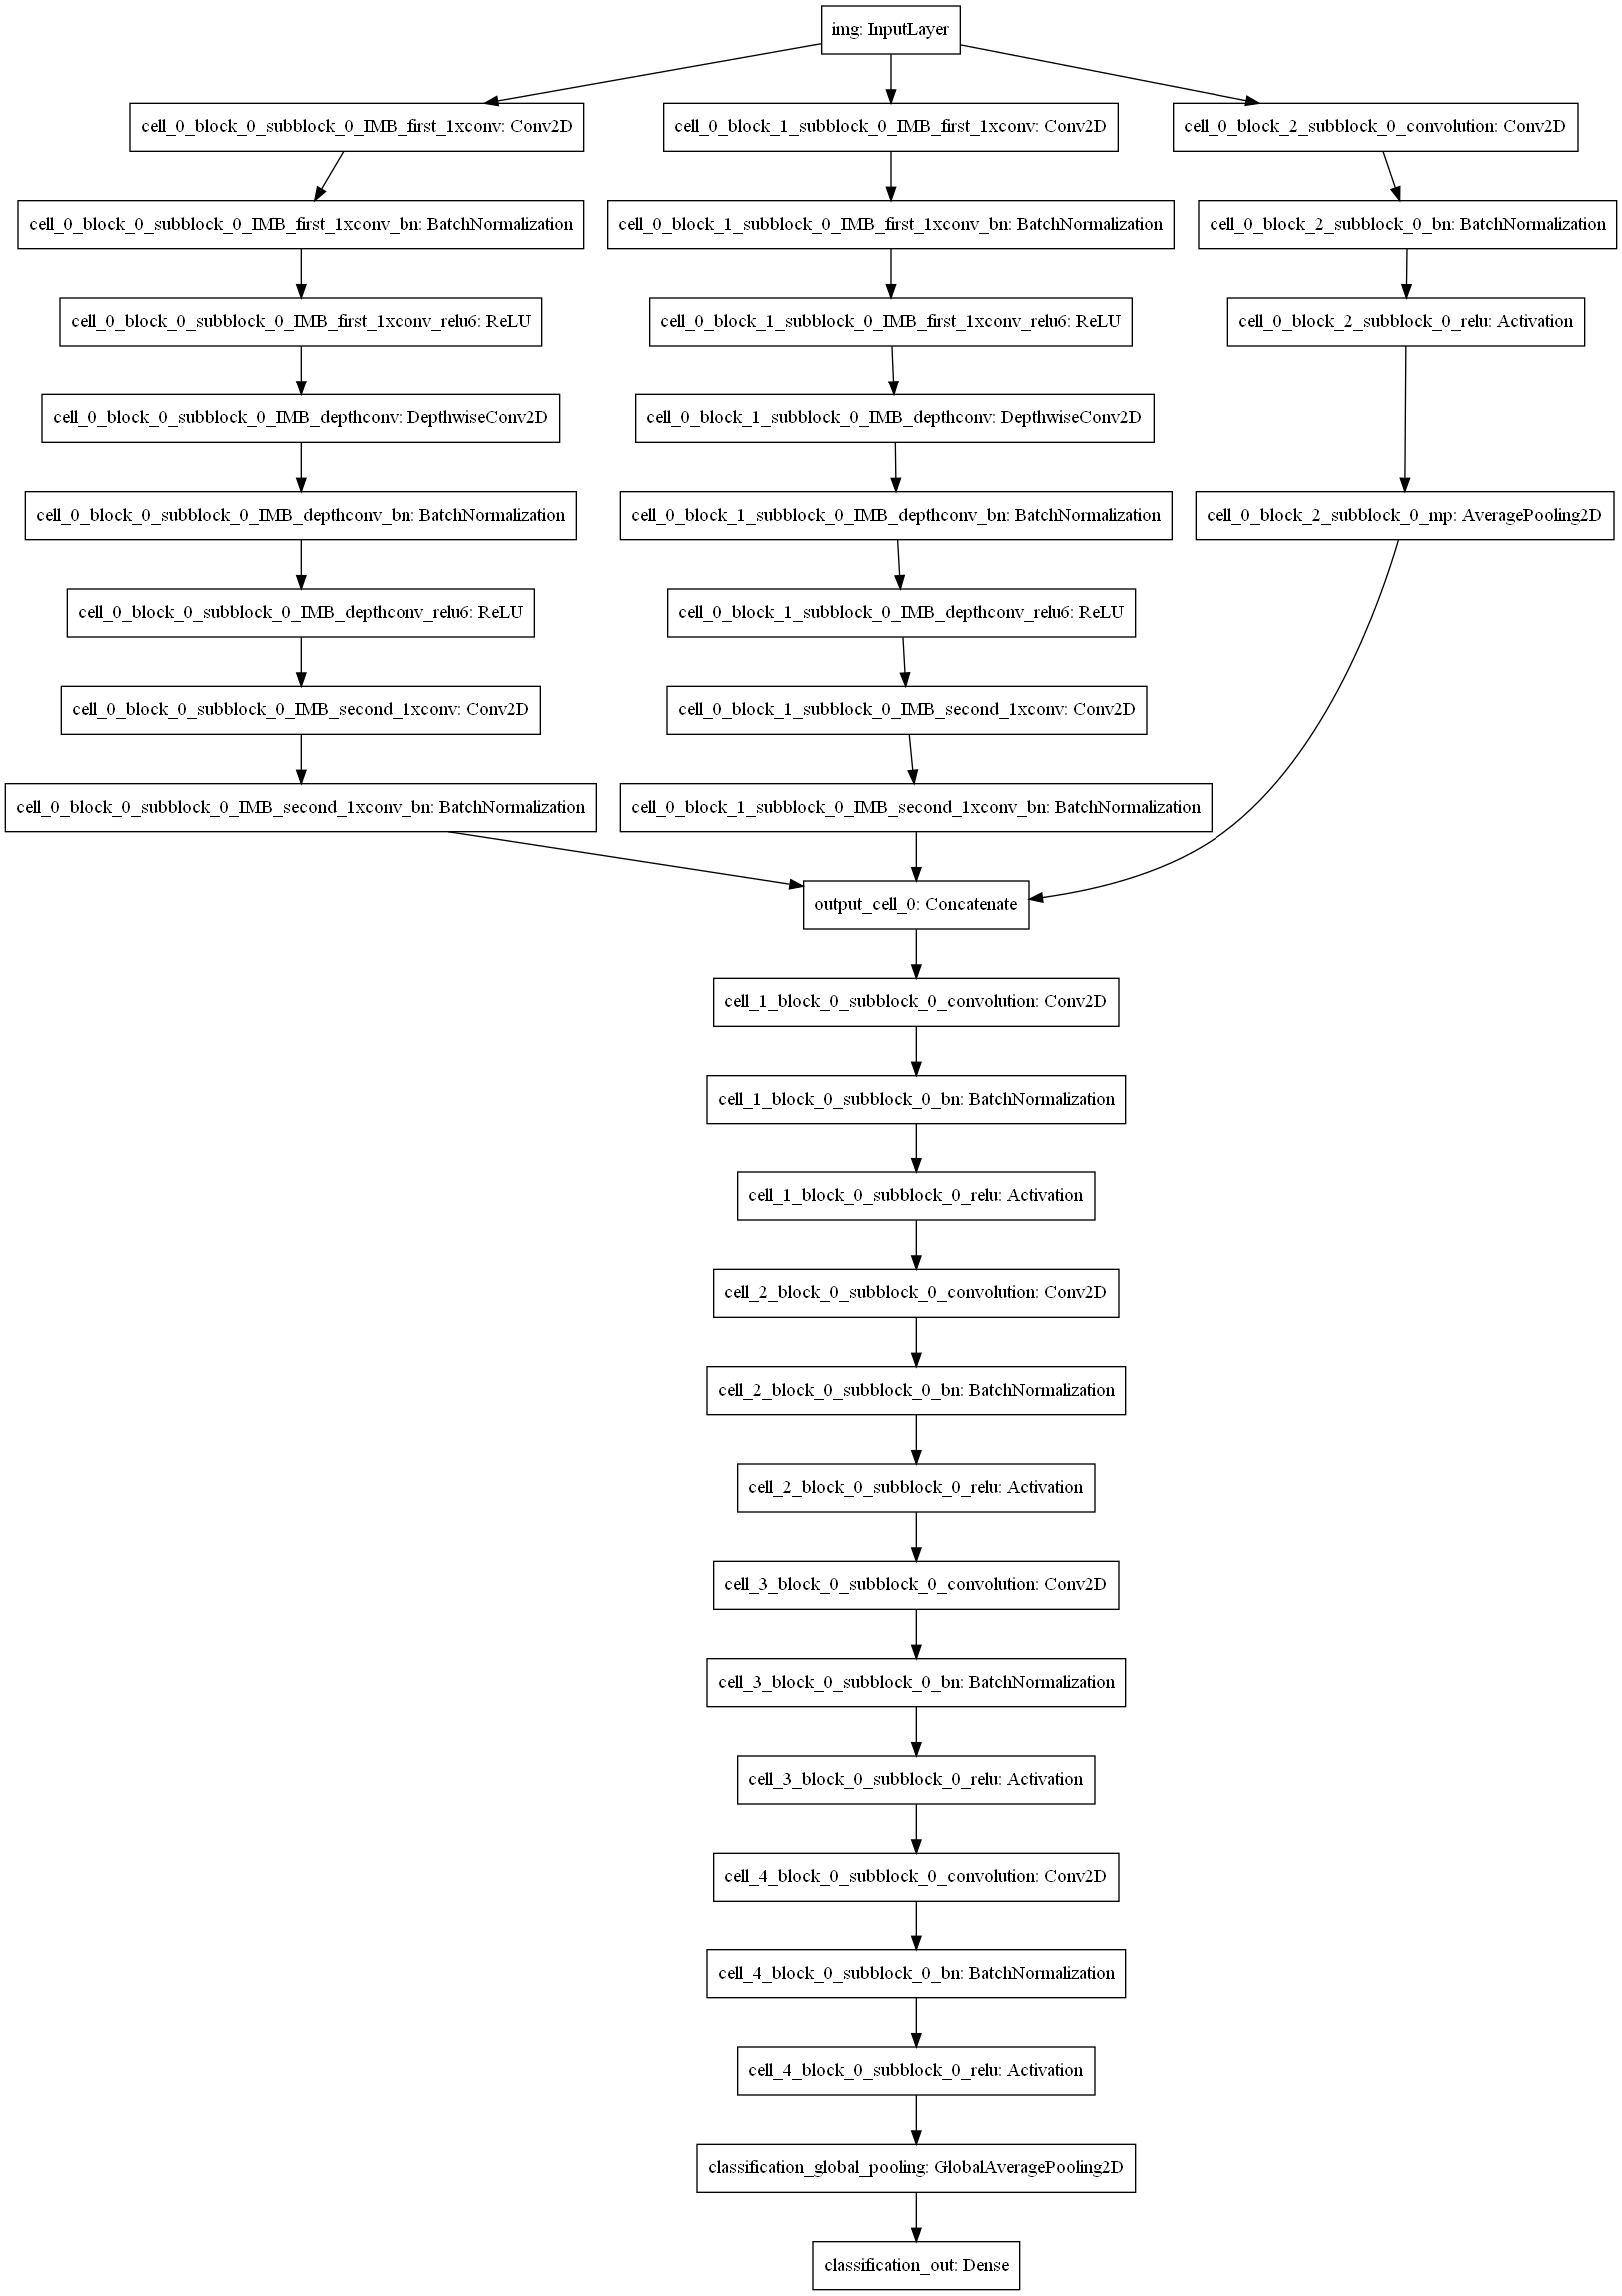 img: InputLayer
cell_0_block_0_subblock_0_IMB_first_1xconv: Conv2D
cell_0_block_1_subblock_0_IMB_first_1xconv: Conv2D
cell_0_block_2_subblock_0_convolution: Conv2D
cell_0_block_0_subblock_0_IMB_first_1xconv_bn: BatchNormalization
cell_0_block_1_subblock_0_IMB_first_1xconv_bn: BatchNormalization
cell_0_block_2_subblock_0_bn: BatchNormalization
cell_0_block_0_subblock_0_IMB_first_1xconv_relu6: ReLU
cell_0_block_1_subblock_0_IMB_first_1xconv_relu6: ReLU
cell_0_block_2_subblock_0_relu: Activation
cell_0_block_0_subblock_0_IMB_depthconv: DepthwiseConv2D
cell_0_block_1_subblock_0_IMB_depthconv: DepthwiseConv2D
cell_0_block_0_subblock_0_IMB_depthconv_bn: BatchNormalization
cell_0_block_1_subblock_0_IMB_depthconv_bn: BatchNormalization
cell_0_block_2_subblock_0_mp: AveragePooling2D
cell_0_block_0_subblock_0_IMB_depthconv_relu6: ReLU
cell_0_block_1_subblock_0_IMB_depthconv_relu6: ReLU
cell_0_block_0_subblock_0_IMB_second_1xconv: Conv2D
cell_0_block_1_subblock_0_IMB_second_1xconv: Conv2D
cell_0_block_0_subblock_0_IMB_second_1xconv_bn: BatchNormalization
cell_0_block_1_subblock_0_IMB_second_1xconv_bn: BatchNormalization
output_cell_0: Concatenate
cell_1_block_0_subblock_0_convolution: Conv2D
cell_1_block_0_subblock_0_bn: BatchNormalization
cell_1_block_0_subblock_0_relu: Activation
cell_2_block_0_subblock_0_convolution: Conv2D
cell_2_block_0_subblock_0_bn: BatchNormalization
cell_2_block_0_subblock_0_relu: Activation
cell_3_block_0_subblock_0_convolution: Conv2D
cell_3_block_0_subblock_0_bn: BatchNormalization
cell_3_block_0_subblock_0_relu: Activation
cell_4_block_0_subblock_0_convolution: Conv2D
cell_4_block_0_subblock_0_bn: BatchNormalization
cell_4_block_0_subblock_0_relu: Activation
classification_global_pooling: GlobalAveragePooling2D
classification_out: Dense